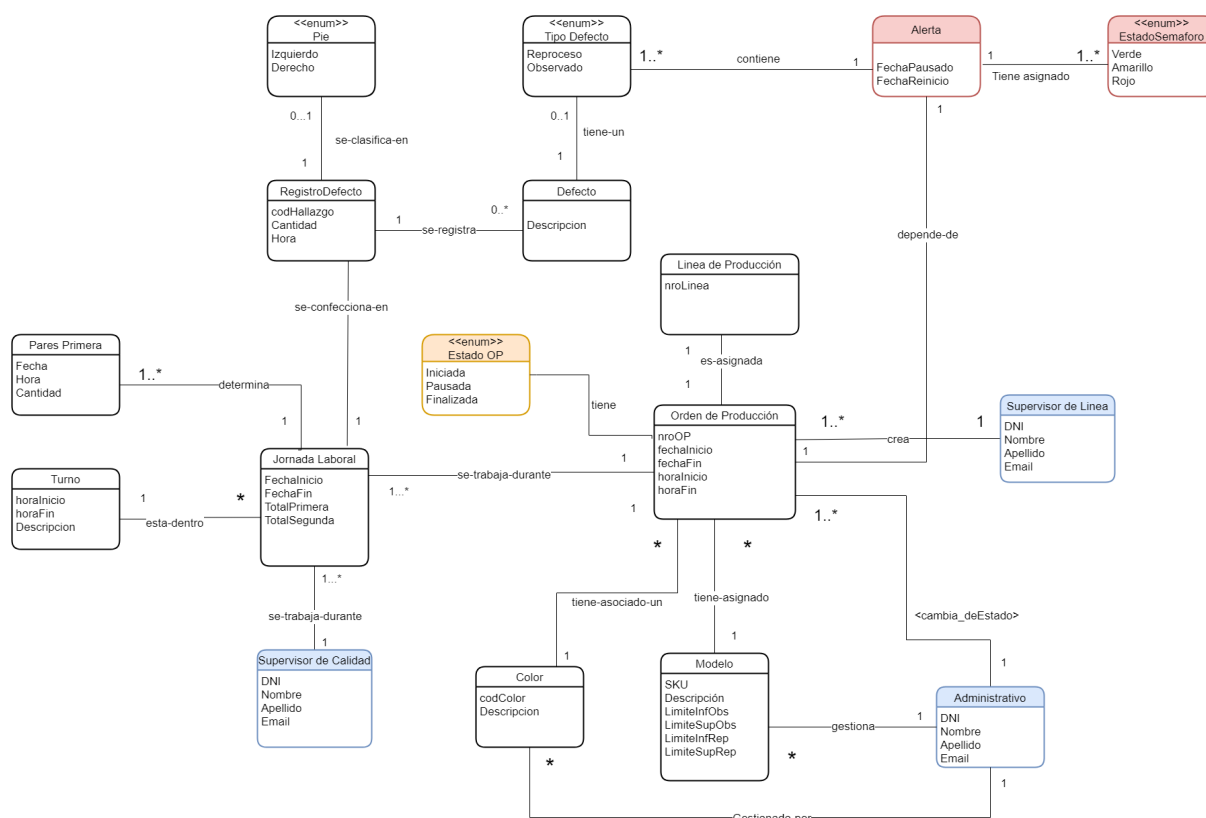 <<enum>>
Pie
Izquierdo
Derecho
<<enum>>
Tipo Defecto
Reproceso
Observado
Alerta
FechaPausado
FechaReinicio
<<enum>>
EstadoSemaforo
Verde
Amarillo
Rojo
1..*
contiene
1
1
1..*
Tiene asignado
0...1
se-clasifica-en
1
0..1
tiene-un
1
1
RegistroDefecto
codHallazgo
Cantidad
Hora
1
se-registra
0..*
Defecto
Descripcion
depende-de
Linea de Producción
nroLinea
se-confecciona-en
Pares Primera
Fecha
Hora
Cantidad
1..*
determina
1
1
<<enum>>
Estado OP
Iniciada
Pausada
Finalizada
tiene
1
es-asignada
1
Orden de Producción
nroOP
fechaInicio
fechaFin
horaInicio
horaFin
1..*
crea
1
1
Supervisor de Linea
DNI
Nombre
Apellido
Email
Jornada Laboral
FechaInicio
FechaFin
TotalPrimera
TotalSegunda
1...*
se-trabaja-durante
1
Turno
horaInicio
horaFin
Descripcion
1
esta-dentro
*
1
*
*
1..*
1...*
se-trabaja-durante
1
tiene-asociado-un
1
tiene-asignado
1
<cambia_deEstado>
1
Supervisor de Calidad
DNI
Nombre
Apellido
Email
Color
codColor
Descripcion
*
Modelo
SKU
Descripción
LimiteInfObs
LimiteSupObs
LimiteInfRep
LimiteSupRep
gestiona
1
*
Administrativo
DNI
Nombre
Apellido
Email
1
Gestionado por